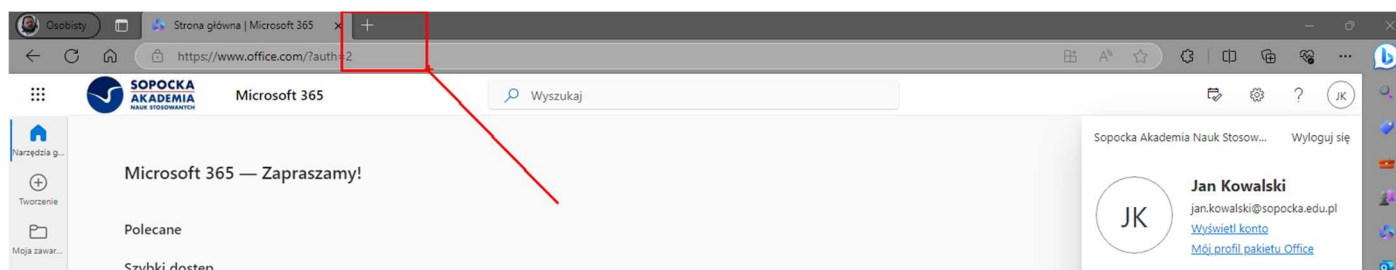 Osobisty
Strona główna | Microsoft 365
https://www.office.com/?auth=2
SOPOCKA
AKADEMIA
NAUK STOSOWANYCH
Microsoft 365
Wyszukaj
JK
Narzędzia g...
Tworzenie
Moja zawar...
Microsoft 365 — Zapraszamy!
Polecane
Szybki dostęp
Sopocka Akademia Nauk Stosow...
Wyloguj się
JK
Jan Kowalski
jan.kowalski@sopocka.edu.pl
Wyświetl konto
Mój profil pakietu Office